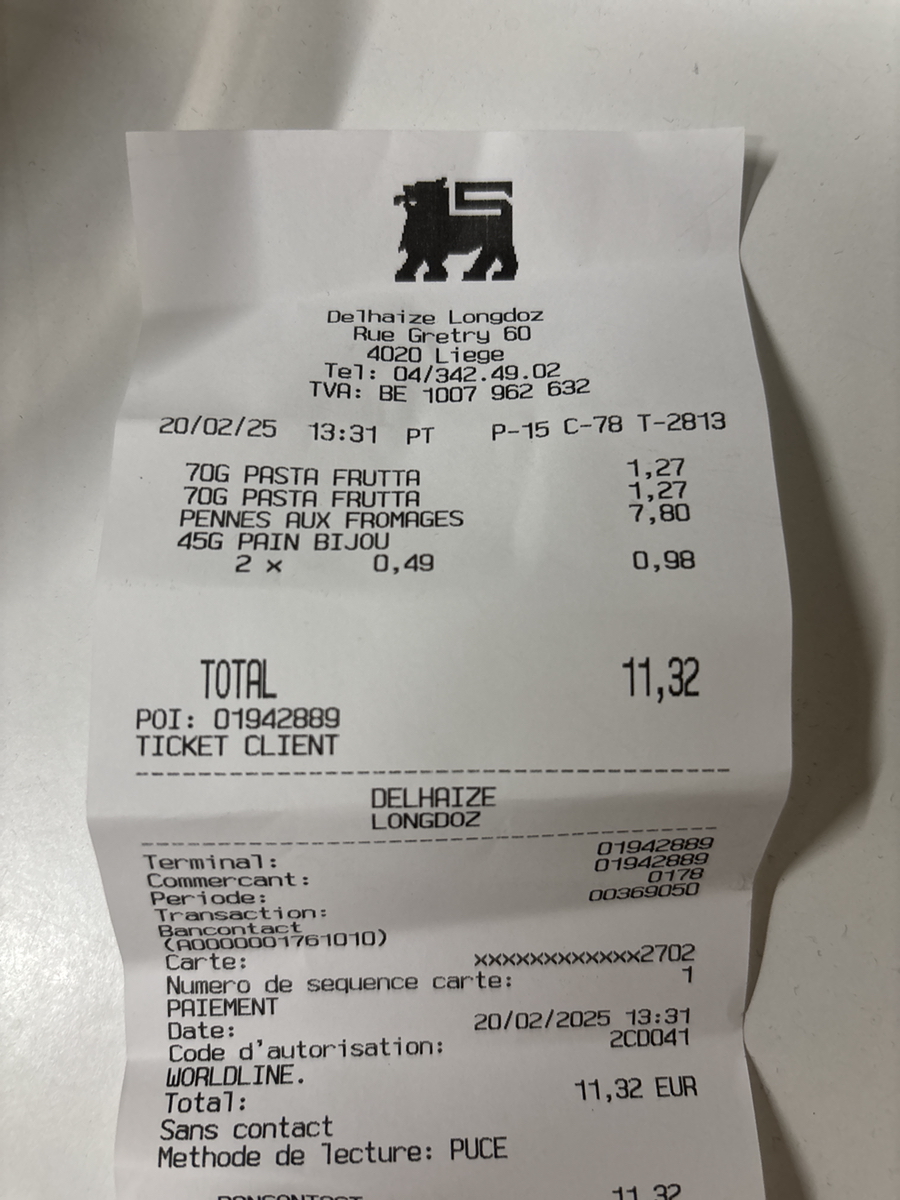 Delhaize Longdoz
Rue Gretry 60
4020 Liege
Tel: 04/342.49.02
TVA: BE 1007 962 632
20/02/25 13:31 PT P-15 C-78 T-2813
70G PASTA FRUTTA 1,27
70G PASTA FRUTTA 1,27
PENNES AUX FROMAGES 7,80
45G PAIN BIJOU
2 x 0,49 0,98
TOTAL 11,32
POI: 01942889
TICKET CLIENT
DELHAIZE
LONGDOZ
Terminal: 01942889
Commercant: 01942889
Periode: 0178
Transaction: 00369050
Bancontact
(A0000001761010)
Carte: xxxxxxxxxxxxx2702
Numero de sequence carte: 1
PAIEMENT
Date: 20/02/2025 13:31
Code d'autorisation: 2CD041
WORLDLINE.
Total: 11,32 EUR
Sans contact
Methode de lecture: PUCE
BANCONTACT 11,32